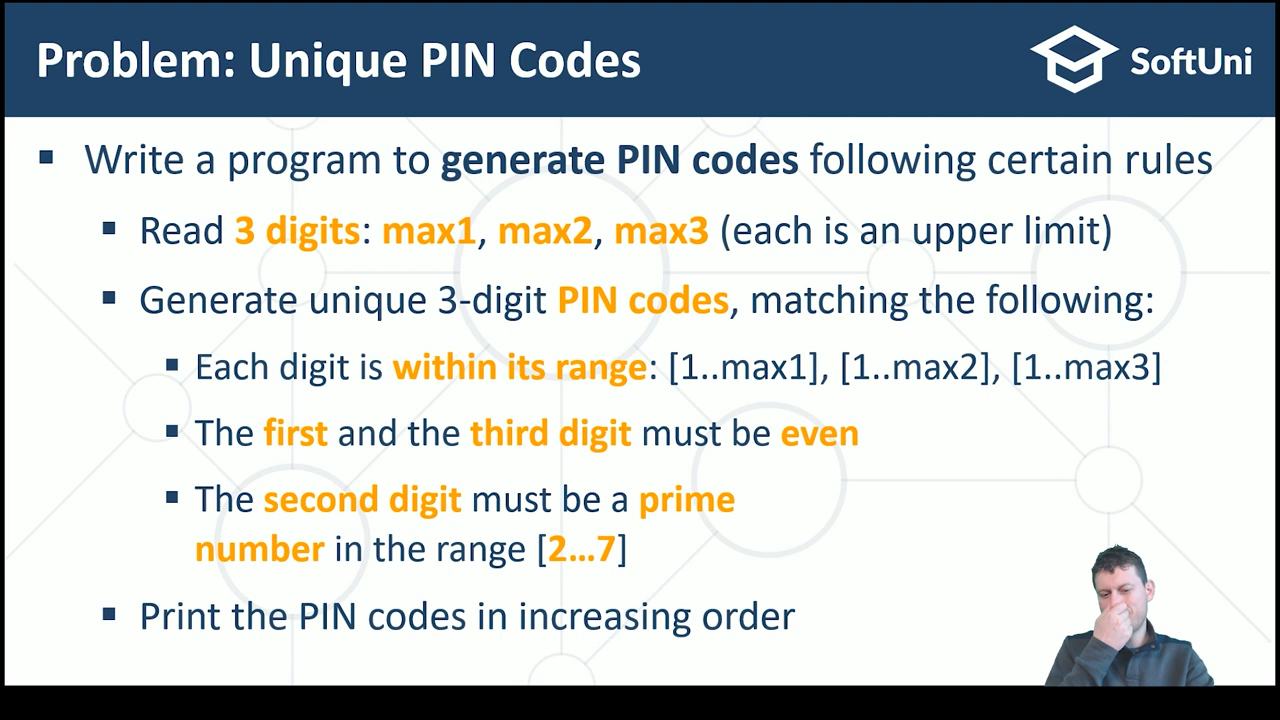 Problem: Unique PIN Codes
SoftUni
▪ Write a program to generate PIN codes following certain rules
▪ Read 3 digits: max1, max2, max3 (each is an upper limit)
▪ Generate unique 3-digit PIN codes, matching the following:
▪ Each digit is within its range: [1..max1], [1..max2], [1..max3]
▪ The first and the third digit must be even
▪ The second digit must be a prime
number in the range [2…7]
▪ Print the PIN codes in increasing order